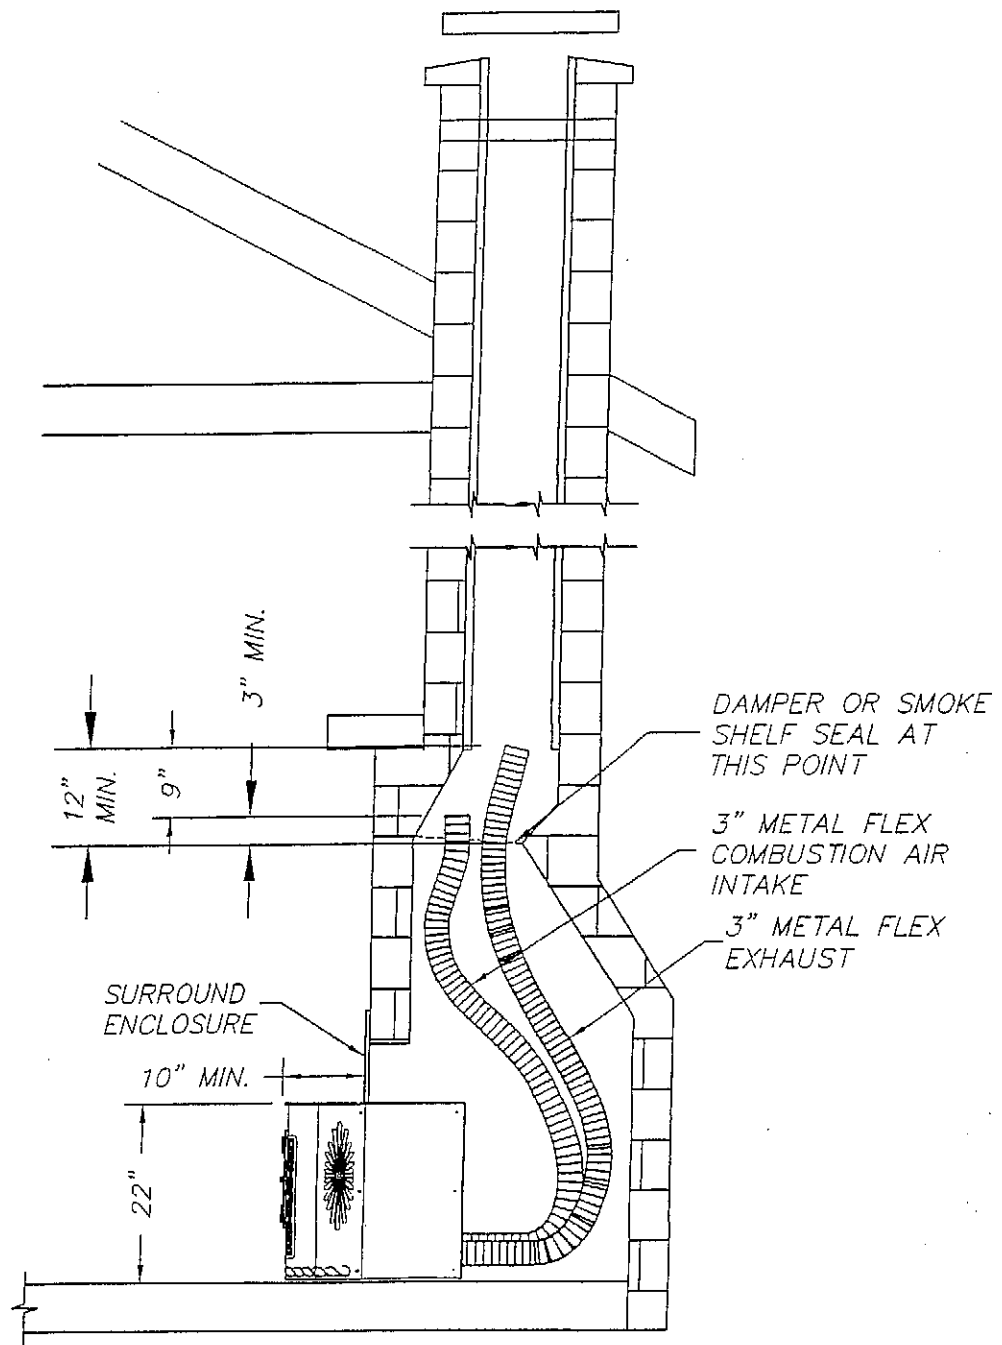 3" MIN.
12"
MIN.
9"
DAMPER OR SMOKE
SHELF SEAL AT
THIS POINT
3" METAL FLEX
COMBUSTION AIR
INTAKE
3" METAL FLEX
EXHAUST
SURROUND
ENCLOSURE
10" MIN.
22"